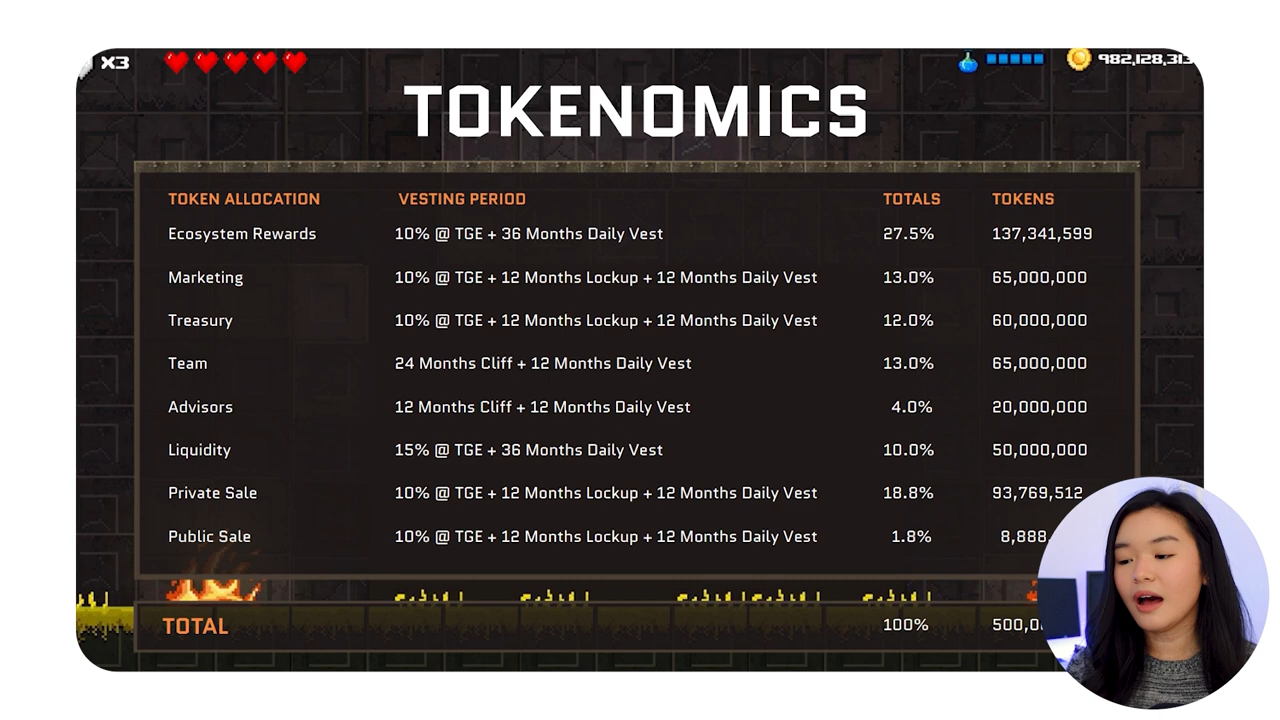 X3 982,128,313
TOKENOMICS
TOKEN ALLOCATION VESTING PERIOD TOTALS TOKENS
Ecosystem Rewards 10% @ TGE + 36 Months Daily Vest 27.5% 137,341,599
Marketing 10% @ TGE + 12 Months Lockup + 12 Months Daily Vest 13.0% 65,000,000
Treasury 10% @ TGE + 12 Months Lockup + 12 Months Daily Vest 12.0% 60,000,000
Team 24 Months Cliff + 12 Months Daily Vest 13.0% 65,000,000
Advisors 12 Months Cliff + 12 Months Daily Vest 4.0% 20,000,000
Liquidity 15% @ TGE + 36 Months Daily Vest 10.0% 50,000,000
Private Sale 10% @ TGE + 12 Months Lockup + 12 Months Daily Vest 18.8% 93,769,512
Public Sale 10% @ TGE + 12 Months Lockup + 12 Months Daily Vest 1.8% 8,888
TOTAL 100% 500,0